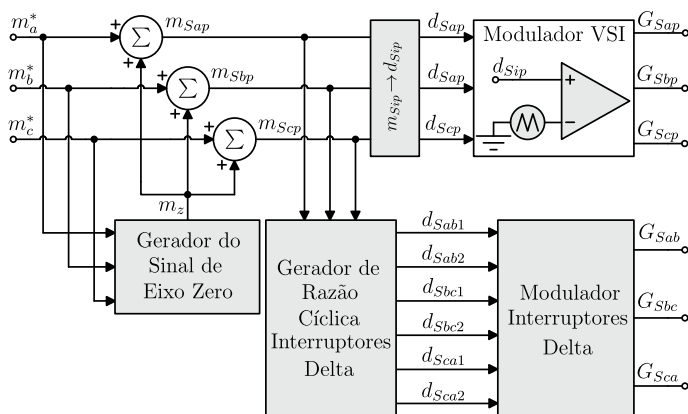 m*a
mSap
dSap
Modulador VSI
GSap
+
+
Σ
m*b
mSbp
mSip→dSip
dSap
dSip
+
GSbp
+
+
Σ
m*c
mScp
dScp
−
GScp
+
+
Σ
mz
Gerador do
Sinal de
Eixo Zero
Gerador de
Razão
Cíclica
Interruptores
Delta
dSab1
dSab2
dSbc1
dSbc2
dSca1
dSca2
Modulador
Interruptores
Delta
GSab
GSbc
GSca